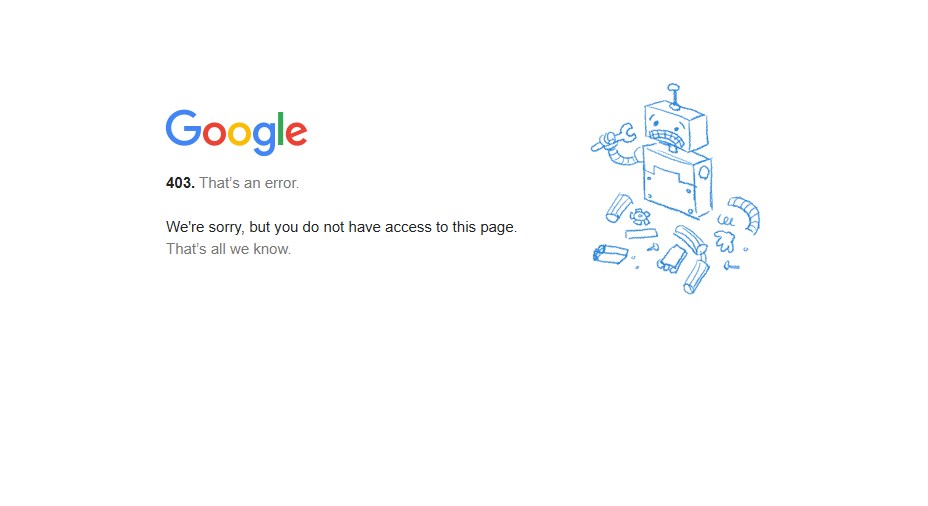 Google
403. That's an error.
We're sorry, but you do not have access to this page.
That's all we know.